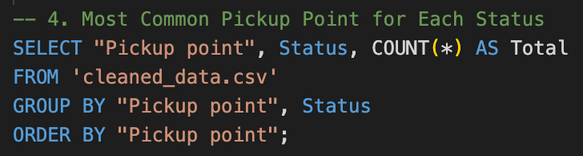 -- 4. Most Common Pickup Point for Each Status
SELECT "Pickup point", Status, COUNT(*) AS Total
FROM 'cleaned_data.csv'
GROUP BY "Pickup point", Status
ORDER BY "Pickup point";